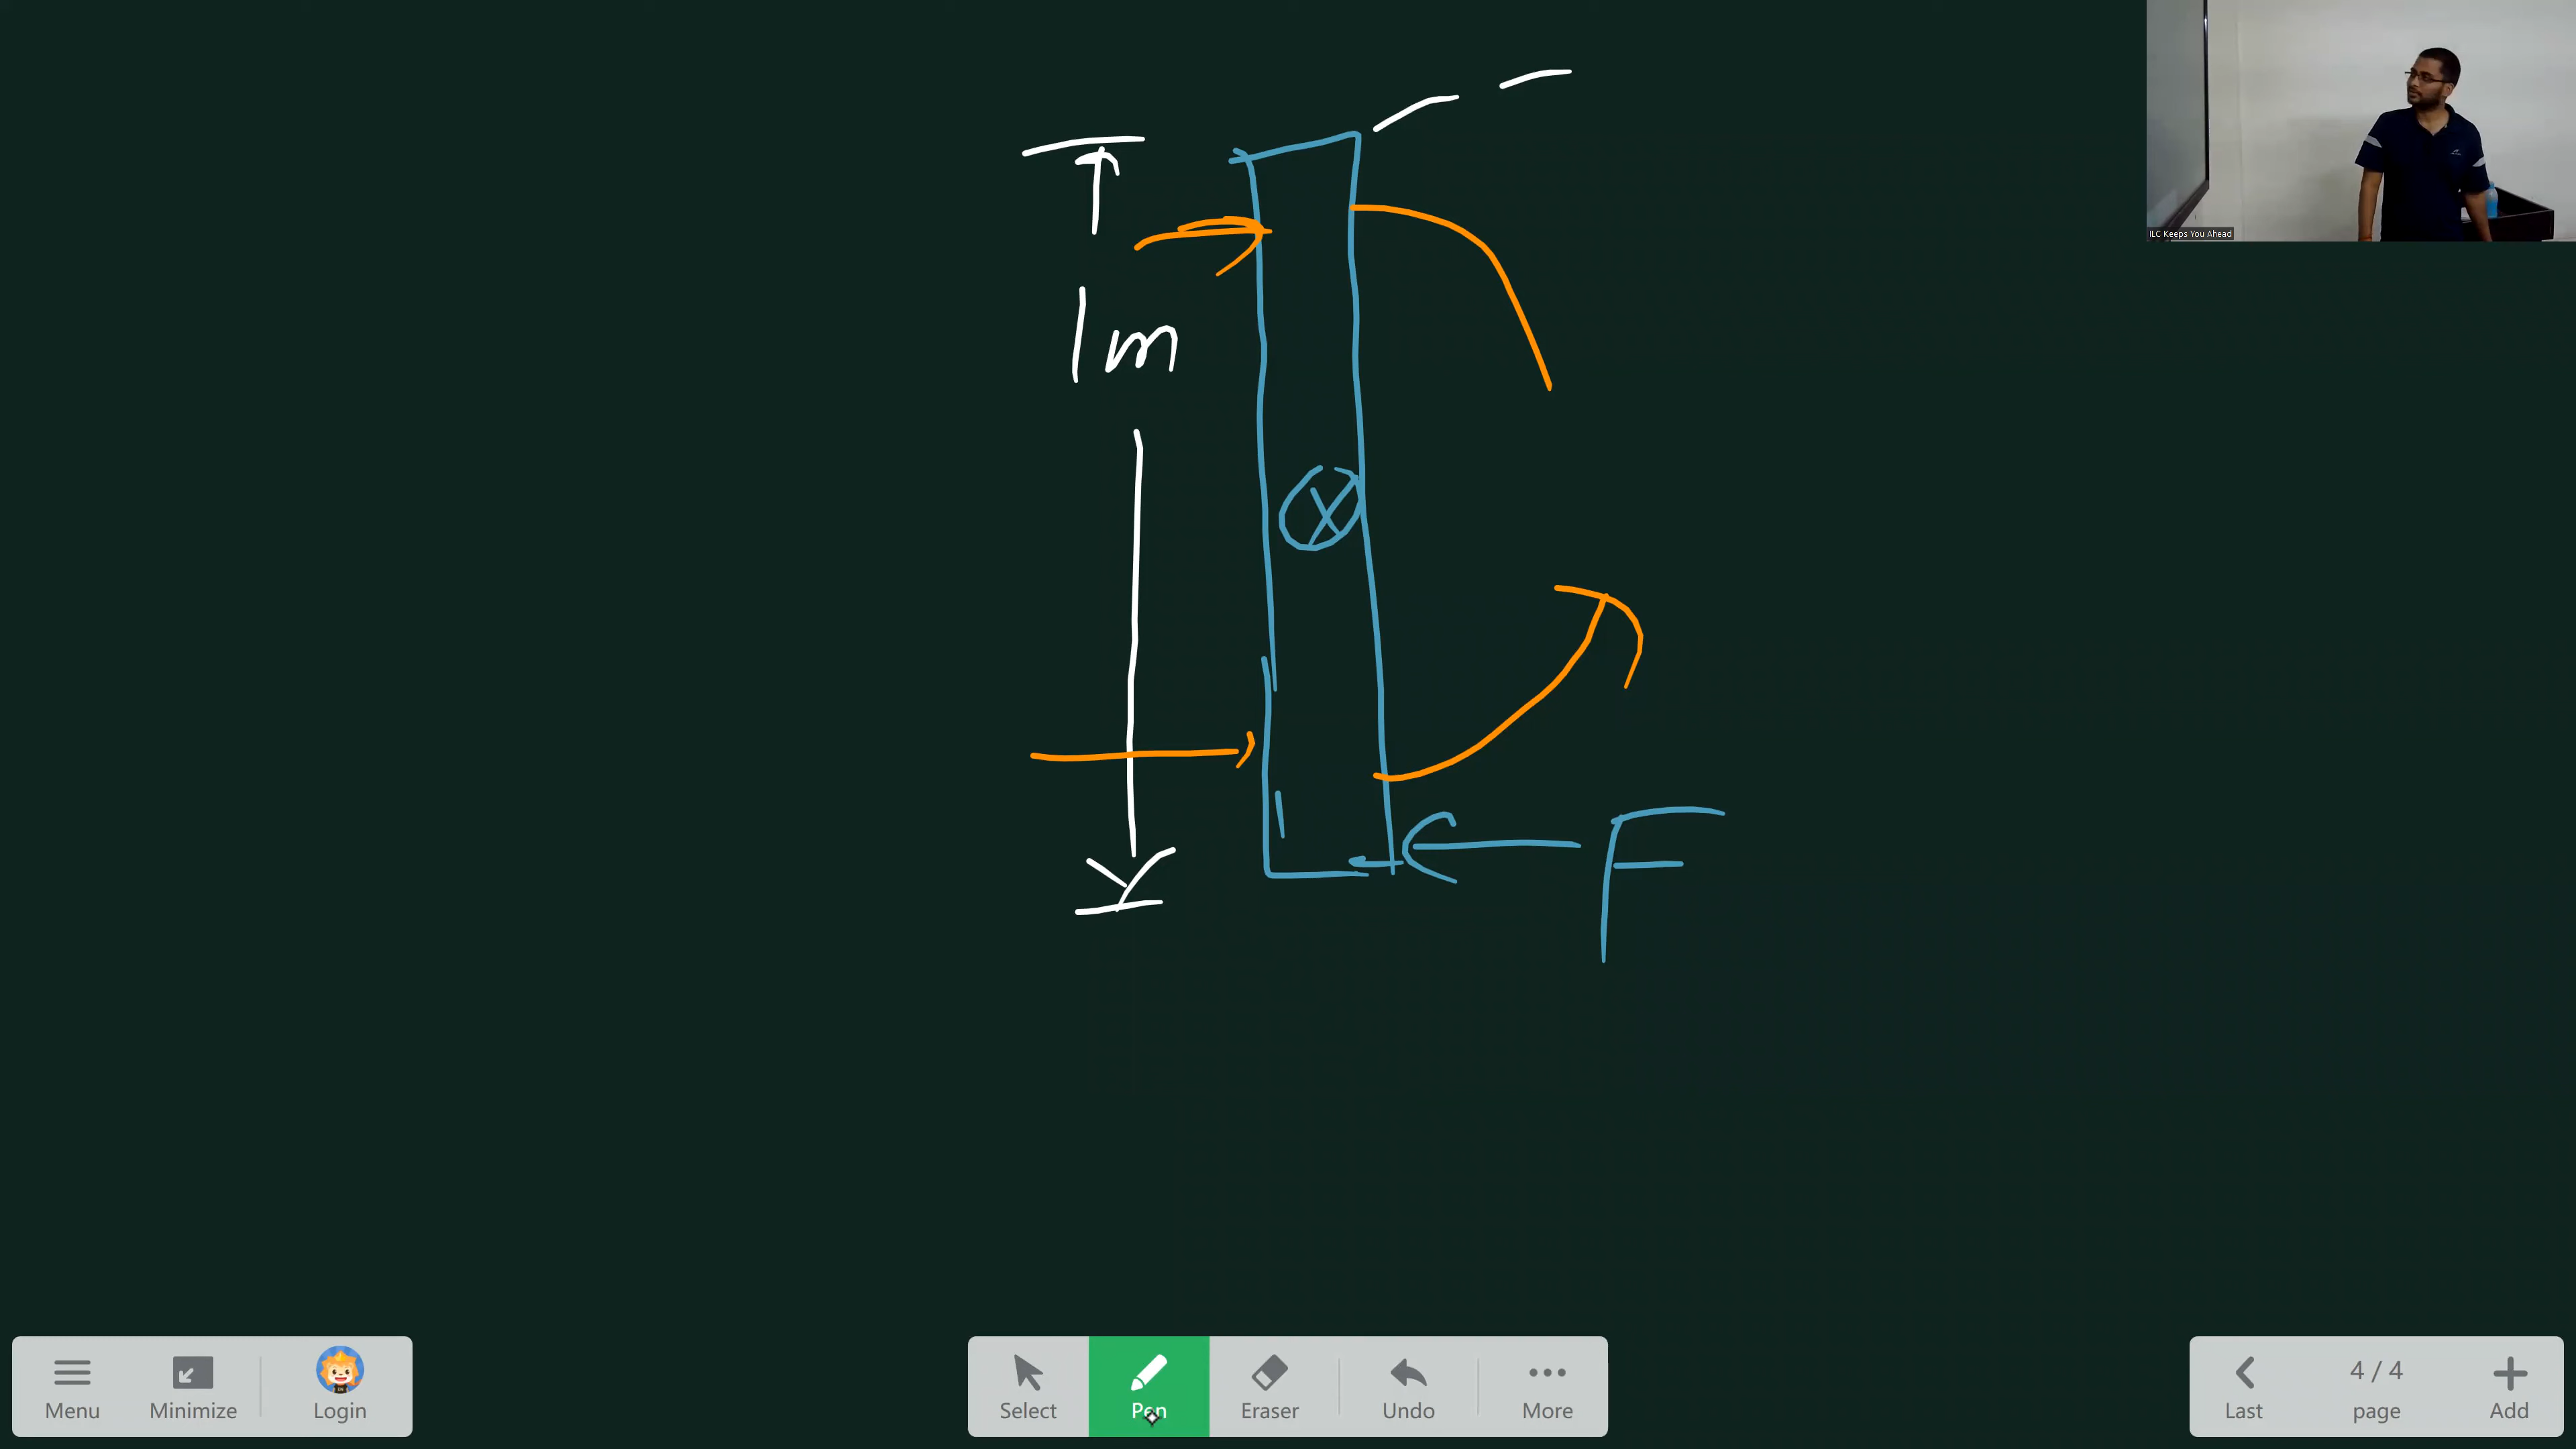 ILC Keeps You Ahead
1m
F
Menu
Minimize
Login
Select
Pen
Eraser
Undo
More
Last
4 / 4
page
Add